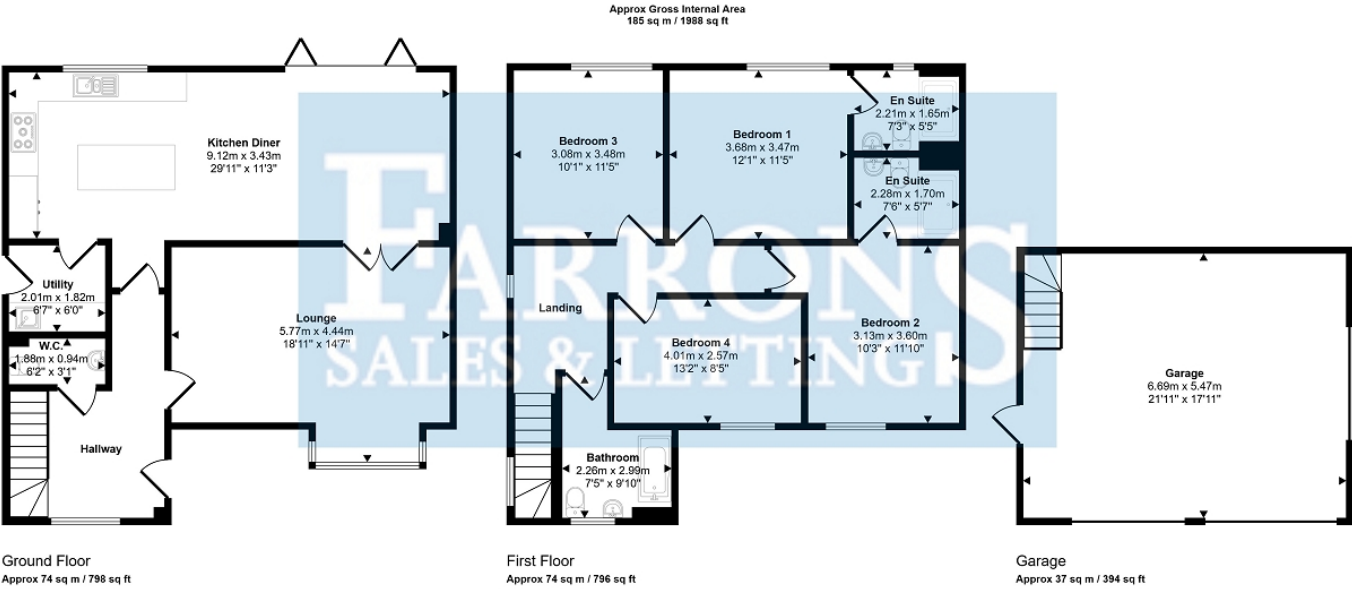 Approx Gross Internal Area
185 sq m / 1988 sq ft
Kitchen Diner
9.12m x 3.43m
29'11" x 11'3"
Utility
2.01m x 1.82m
6'7" x 6'0"
W.C.
1.88m x 0.94m
6'2" x 3'1"
Lounge
5.77m x 4.44m
18'11" x 14'7"
Hallway
Ground Floor
Approx 74 sq m / 798 sq ft
Bedroom 3
3.08m x 3.48m
10'1" x 11'5"
Bedroom 1
3.68m x 3.47m
12'1" x 11'5"
En Suite
2.21m x 1.65m
7'3" x 5'5"
En Suite
2.28m x 1.70m
7'6" x 5'7"
Landing
Bedroom 4
4.01m x 2.57m
13'2" x 8'5"
Bedroom 2
3.13m x 3.60m
10'3" x 11'10"
Bathroom
2.26m x 2.99m
7'5" x 9'10"
First Floor
Approx 74 sq m / 796 sq ft
Garage
6.69m x 5.47m
21'11" x 17'11"
Garage
Approx 37 sq m / 394 sq ft
FARRONS
SALES & LETTINGS